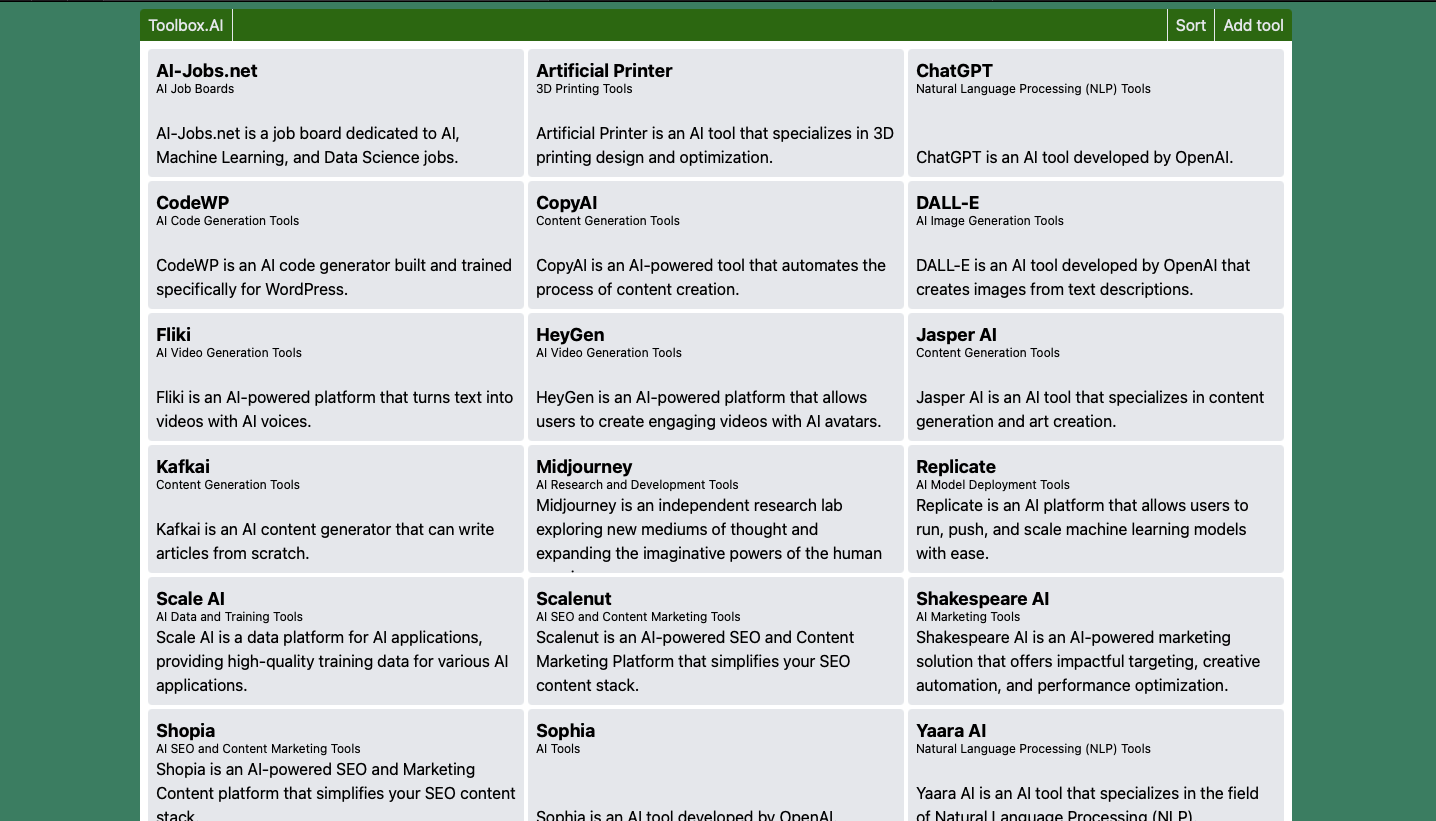 Toolbox.AI
Sort
Add tool
AI-Jobs.net
AI Job Boards
AI-Jobs.net is a job board dedicated to AI,
Machine Learning, and Data Science jobs.
Artificial Printer
3D Printing Tools
Artificial Printer is an AI tool that specializes in 3D
printing design and optimization.
ChatGPT
Natural Language Processing (NLP) Tools
ChatGPT is an AI tool developed by OpenAI.
CodeWP
AI Code Generation Tools
CodeWP is an AI code generator built and trained
specifically for WordPress.
CopyAI
Content Generation Tools
CopyAI is an AI-powered tool that automates the
process of content creation.
DALL-E
AI Image Generation Tools
DALL-E is an AI tool developed by OpenAI that
creates images from text descriptions.
Fliki
AI Video Generation Tools
Fliki is an AI-powered platform that turns text into
videos with AI voices.
HeyGen
AI Video Generation Tools
HeyGen is an AI-powered platform that allows
users to create engaging videos with AI avatars.
Jasper AI
Content Generation Tools
Jasper AI is an AI tool that specializes in content
generation and art creation.
Kafkai
Content Generation Tools
Kafkai is an AI content generator that can write
articles from scratch.
Midjourney
AI Research and Development Tools
Midjourney is an independent research lab
exploring new mediums of thought and
expanding the imaginative powers of the human
Replicate
AI Model Deployment Tools
Replicate is an AI platform that allows users to
run, push, and scale machine learning models
with ease.
Scale AI
AI Data and Training Tools
Scale AI is a data platform for AI applications,
providing high-quality training data for various AI
applications.
Scalenut
AI SEO and Content Marketing Tools
Scalenut is an AI-powered SEO and Content
Marketing Platform that simplifies your SEO
content stack.
Shakespeare AI
AI Marketing Tools
Shakespeare AI is an AI-powered marketing
solution that offers impactful targeting, creative
automation, and performance optimization.
Shopia
AI SEO and Content Marketing Tools
Shopia is an AI-powered SEO and Marketing
Content platform that simplifies your SEO content
stack
Sophia
AI Tools
Sophia is an AI tool developed by OpenAI
Yaara AI
Natural Language Processing (NLP) Tools
Yaara AI is an AI tool that specializes in the field
of Natural Language Processing (NLP)